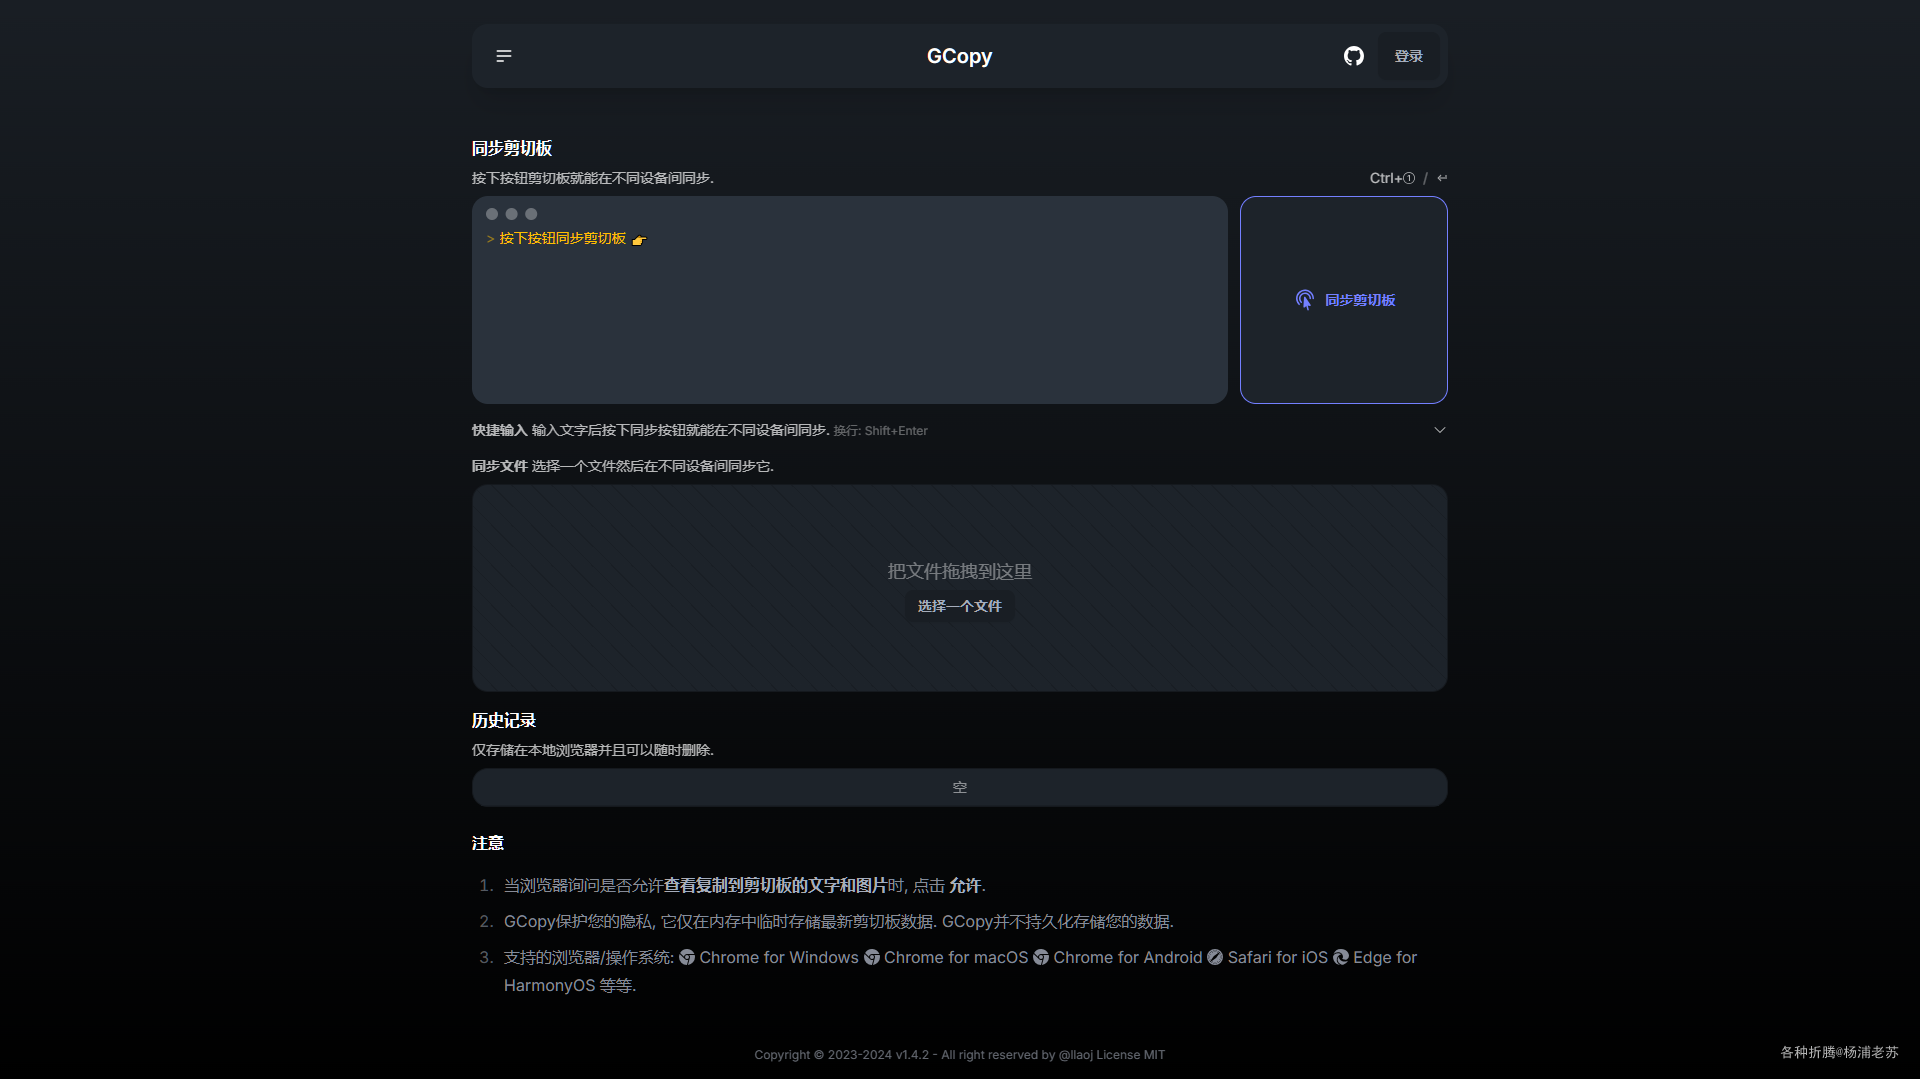 GCopy
登录
同步剪切板
按下按钮剪切板就能在不同设备间同步.
Ctrl+① / ↵
> 按下按钮同步剪切板 👉
同步剪切板
快捷输入 输入文字后按下同步按钮就能在不同设备间同步. 换行: Shift+Enter
同步文件 选择一个文件然后在不同设备间同步它.
把文件拖拽到这里
选择一个文件
历史记录
仅存储在本地浏览器并且可以随时删除.
空
注意
1. 当浏览器询问是否允许查看复制到剪切板的文字和图片时, 点击 允许.
2. GCopy保护您的隐私, 它仅在内存中临时存储最新剪切板数据. GCopy并不持久化存储您的数据.
3. 支持的浏览器/操作系统: Chrome for Windows Chrome for macOS Chrome for Android Safari for iOS Edge for
HarmonyOS 等等.
Copyright © 2023-2024 v1.4.2 - All right reserved by @llaoj License MIT
各种折腾@杨浦老苏